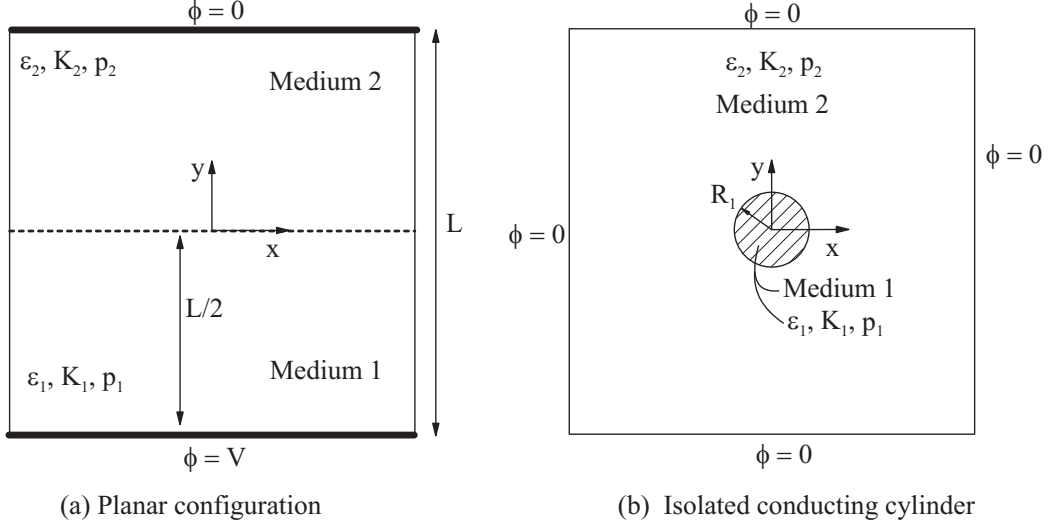 ϕ = 0
ε₂, K₂, p₂
Medium 2
y
x
L
L/2
ε₁, K₁, p₁
Medium 1
ϕ = V
(a) Planar configuration
ϕ = 0
ε₂, K₂, p₂
Medium 2
ϕ = 0
y
R₁
x
ϕ = 0
Medium 1
ε₁, K₁, p₁
ϕ = 0
(b) Isolated conducting cylinder